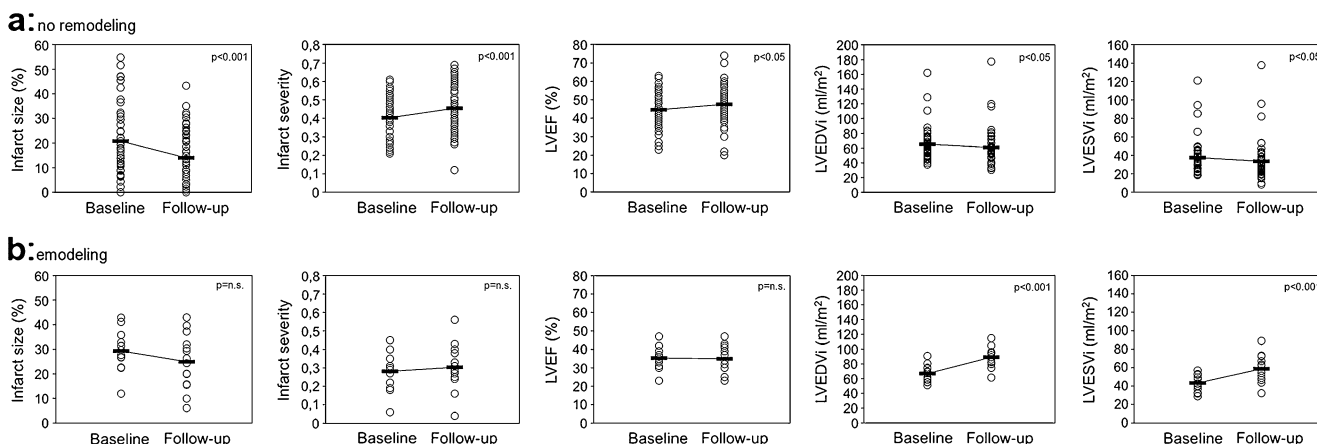 a: no remodeling
Infarct size (%)
60
50
40
30
20
10
0
p<0.001
Baseline Follow-up
Infarct severity
0,8
0,7
0,6
0,5
0,4
0,3
0,2
0,1
0
p<0.001
Baseline Follow-up
LVEF (%)
80
70
60
50
40
30
20
10
0
p<0.05
Baseline Follow-up
LVEDVi (ml/m²)
200
180
160
140
120
100
80
60
40
20
0
p<0.05
Baseline Follow-up
LVESVi (ml/m²)
160
140
120
100
80
60
40
20
0
p<0.05
Baseline Follow-up
b: emodeling
Infarct size (%)
60
50
40
30
20
10
0
p=n.s.
Baseline Follow-up
Infarct severity
0,8
0,7
0,6
0,5
0,4
0,3
0,2
0,1
0
p=n.s.
Baseline Follow-up
LVEF (%)
80
70
60
50
40
30
20
10
0
p=n.s.
Baseline Follow-up
LVEDVi (ml/m²)
200
180
160
140
120
100
80
60
40
20
0
p<0.001
Baseline Follow-up
LVESVi (ml/m²)
160
140
120
100
80
60
40
20
0
p<0.001
Baseline Follow-up